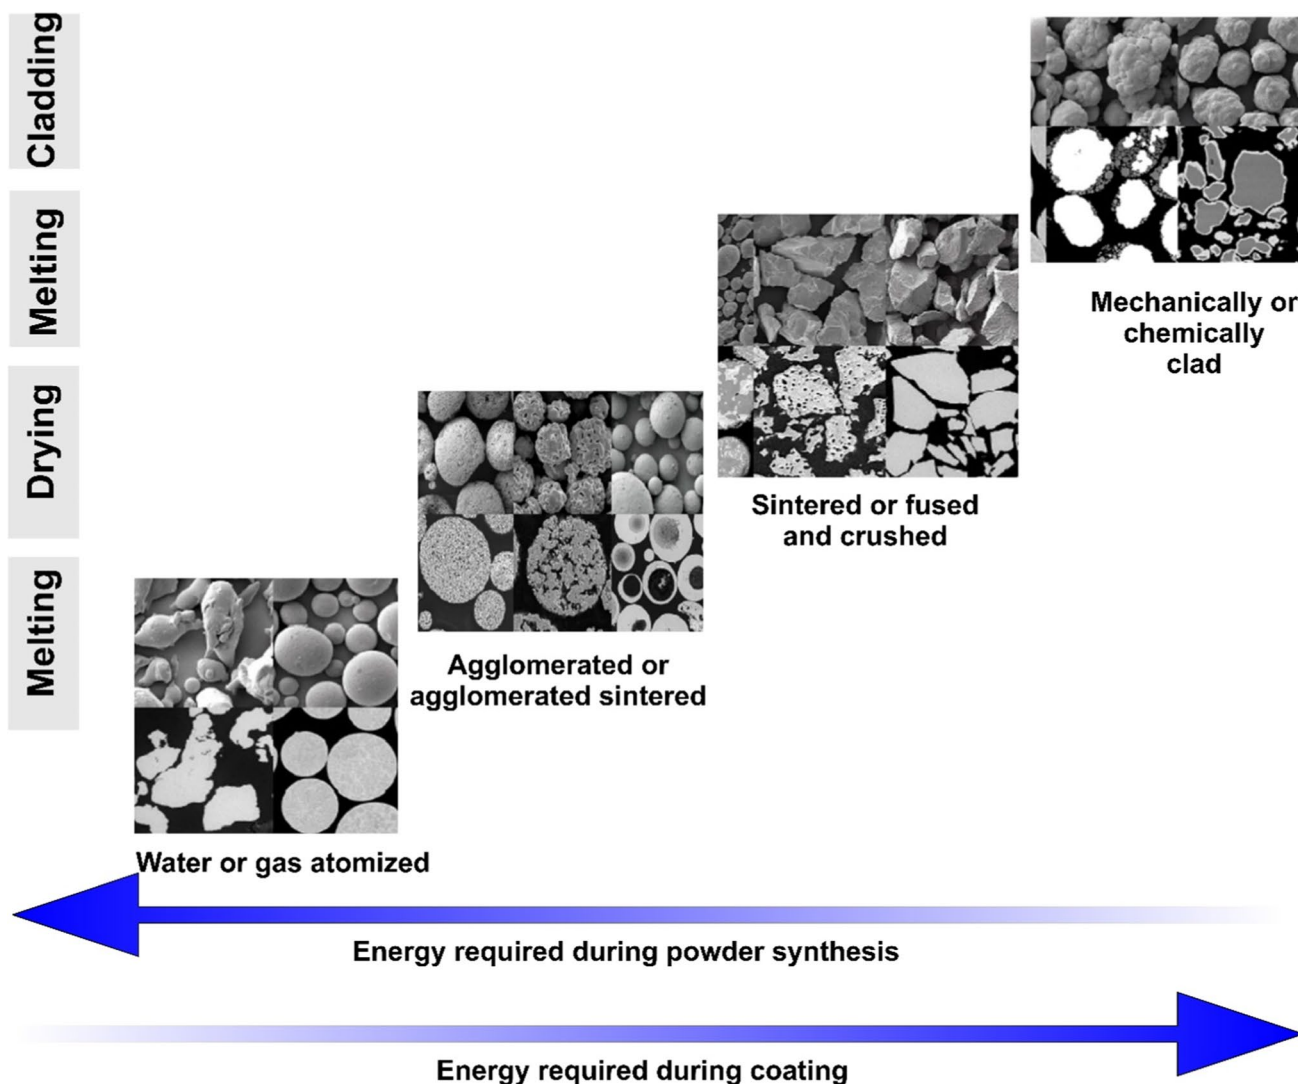 Cladding
Melting
Drying
Melting
Mechanically or
chemically
clad
Sintered or fused
and crushed
Agglomerated or
agglomerated sintered
Water or gas atomized
Energy required during powder synthesis
Energy required during coating